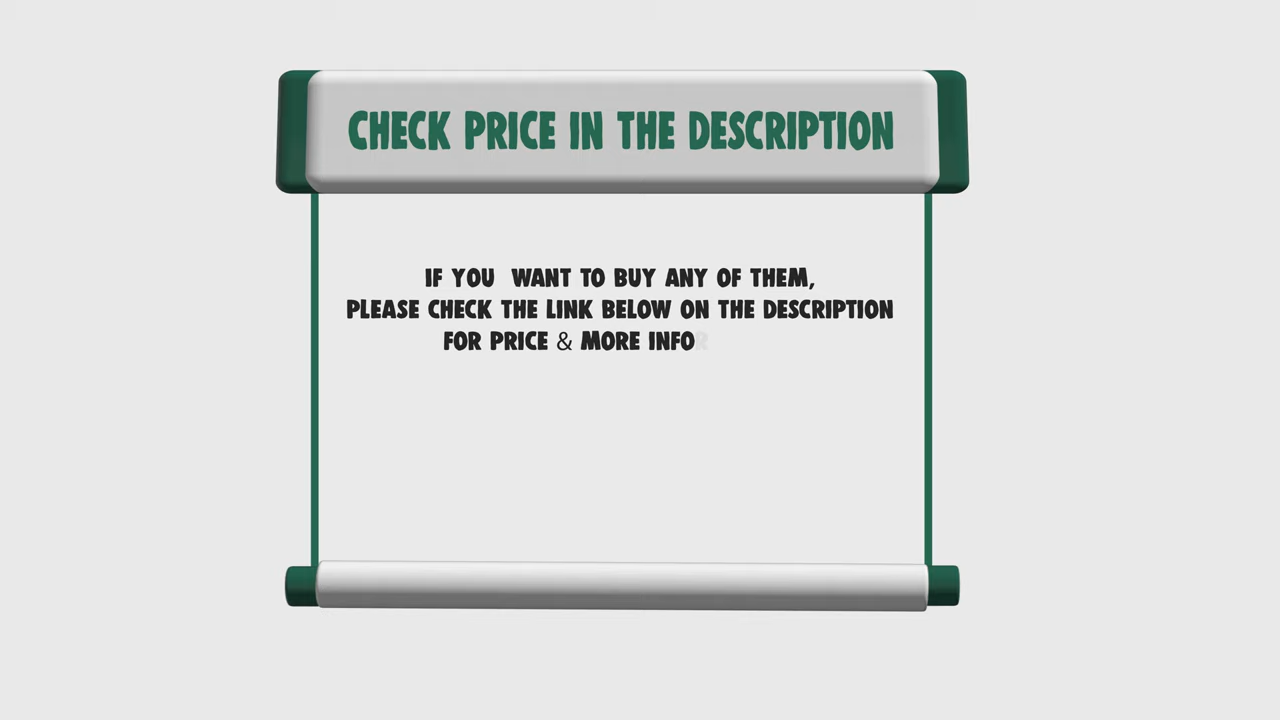 CHECK PRICE IN THE DESCRIPTION
IF YOU WANT TO BUY ANY OF THEM,
PLEASE CHECK THE LINK BELOW ON THE DESCRIPTION
FOR PRICE & MORE INFOR